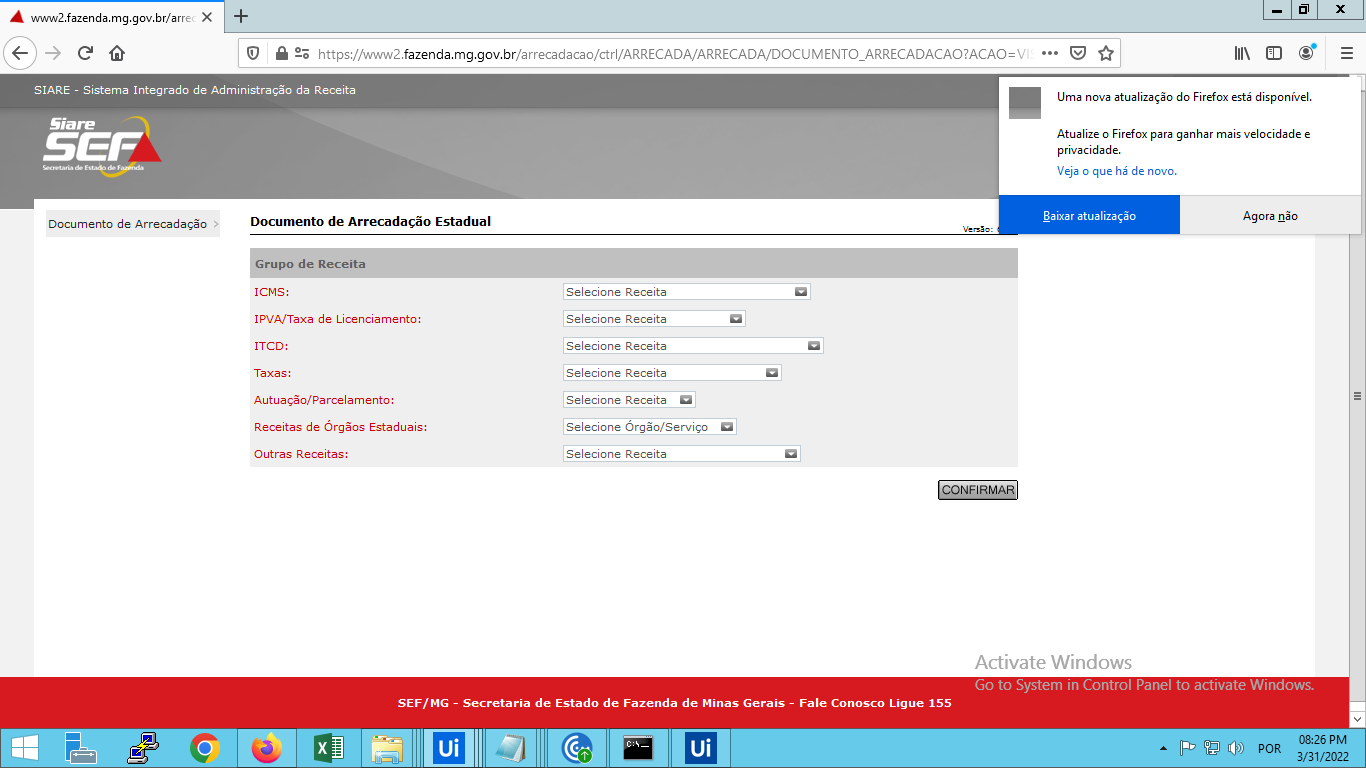 www2.fazenda.mg.gov.br/arrec
https://www2.fazenda.mg.gov.br/arrecadacao/ctrl/ARRECADA/ARRECADA/DOCUMENTO_ARRECADACAO?ACAO=VIS
SIARE - Sistema Integrado de Administração da Receita
Siare
SEF
Secretaria de Estado de Fazenda
Uma nova atualização do Firefox está disponível.
Atualize o Firefox para ganhar mais velocidade e
privacidade.
Veja o que há de novo.
Baixar atualização
Agora não
Documento de Arrecadação
Documento de Arrecadação Estadual
Versão:
Grupo de Receita
ICMS: Selecione Receita
IPVA/Taxa de Licenciamento: Selecione Receita
ITCD: Selecione Receita
Taxas: Selecione Receita
Autuação/Parcelamento: Selecione Receita
Receitas de Órgãos Estaduais: Selecione Órgão/Serviço
Outras Receitas: Selecione Receita
CONFIRMAR
Activate Windows
Go to System in Control Panel to activate Windows.
SEF/MG - Secretaria de Estado de Fazenda de Minas Gerais - Fale Conosco Ligue 155
Ui
C:\>_
Ui
POR
08:26 PM
3/31/2022